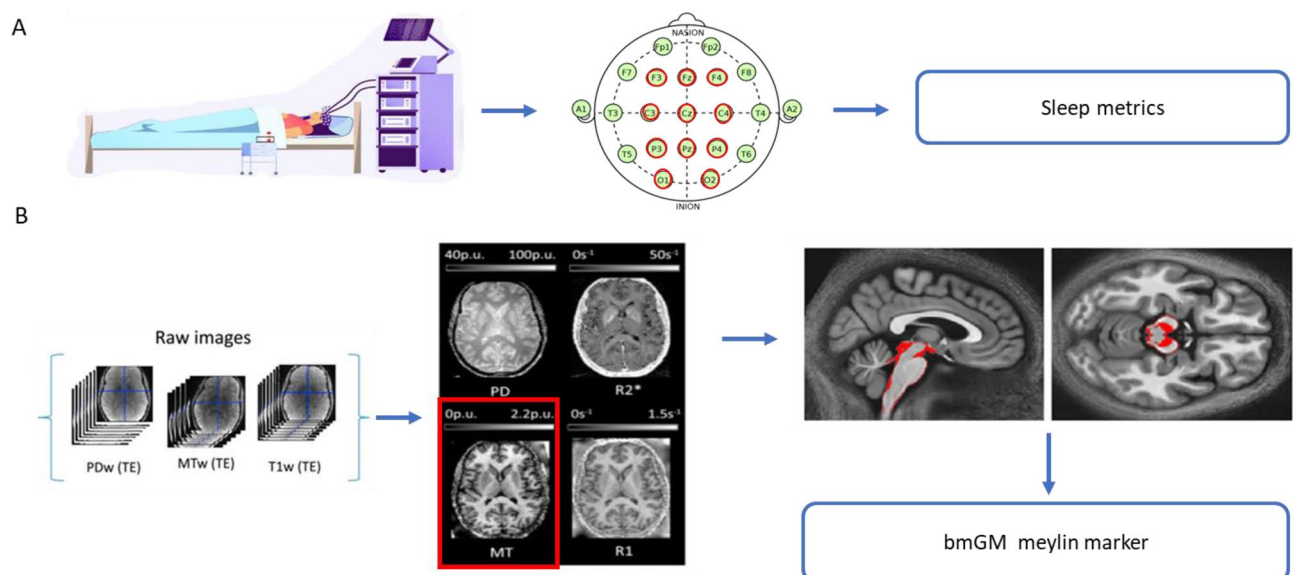 A
NASION
Fp1 Fp2
F7 F3 Fz F4 F8
A1 T3 C3 Cz C4 T4 A2
T5 P3 Pz P4 T6
O1 O2
INION
Sleep metrics
B
Raw images
PDw (TE) MTw (TE) T1w (TE)
40p.u. 100p.u. 0s⁻¹ 50s⁻¹
PD R2*
0p.u. 2.2p.u. 0s⁻¹ 1.5s⁻¹
MT R1
bmGM meylin marker